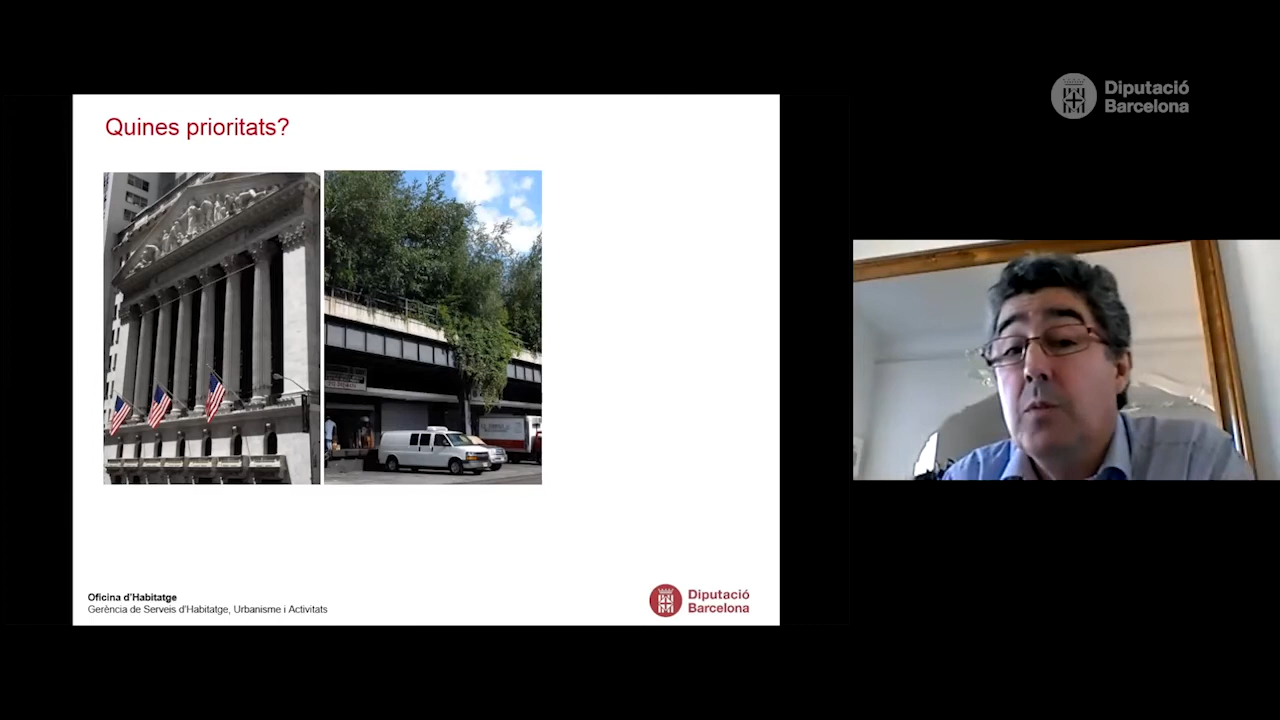 Quines prioritats?
Oficina d'Habitatge
Gerència de Serveis d'Habitatge, Urbanisme i Activitats
Diputació
Barcelona
Diputació
Barcelona